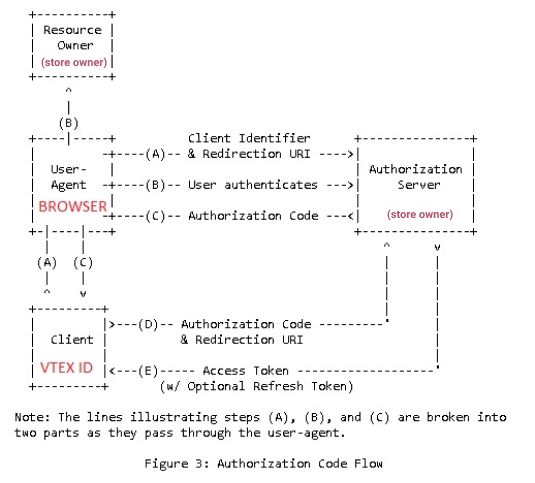 Resource
Owner
(store owner)
(B)
Client Identifier
(A)-- & Redirection URI ---->
User-
Agent
BROWSER
(B)-- User authenticates --->
(C)-- Authorization Code ---<
Authorization
Server
(store owner)
(A) (C)
Client
VTEX ID
>---(D)-- Authorization Code ---------'
& Redirection URI
<---(E)----- Access Token -------------------'
(w/ Optional Refresh Token)
Note: The lines illustrating steps (A), (B), and (C) are broken into
two parts as they pass through the user-agent.
Figure 3: Authorization Code Flow